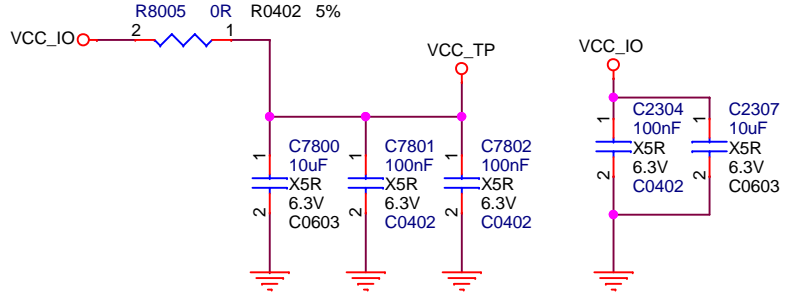 R8005 0R R0402 5%
VCC_IO 2 1
VCC_TP
VCC_IO
1 C7800
10uF
X5R
6.3V
2 C0603
1 C7801
100nF
X5R
6.3V
2 C0402
1 C7802
100nF
X5R
6.3V
2 C0402
1 C2304
100nF
X5R
2 6.3V
C0402
1 C2307
10uF
X5R
2 6.3V
C0603